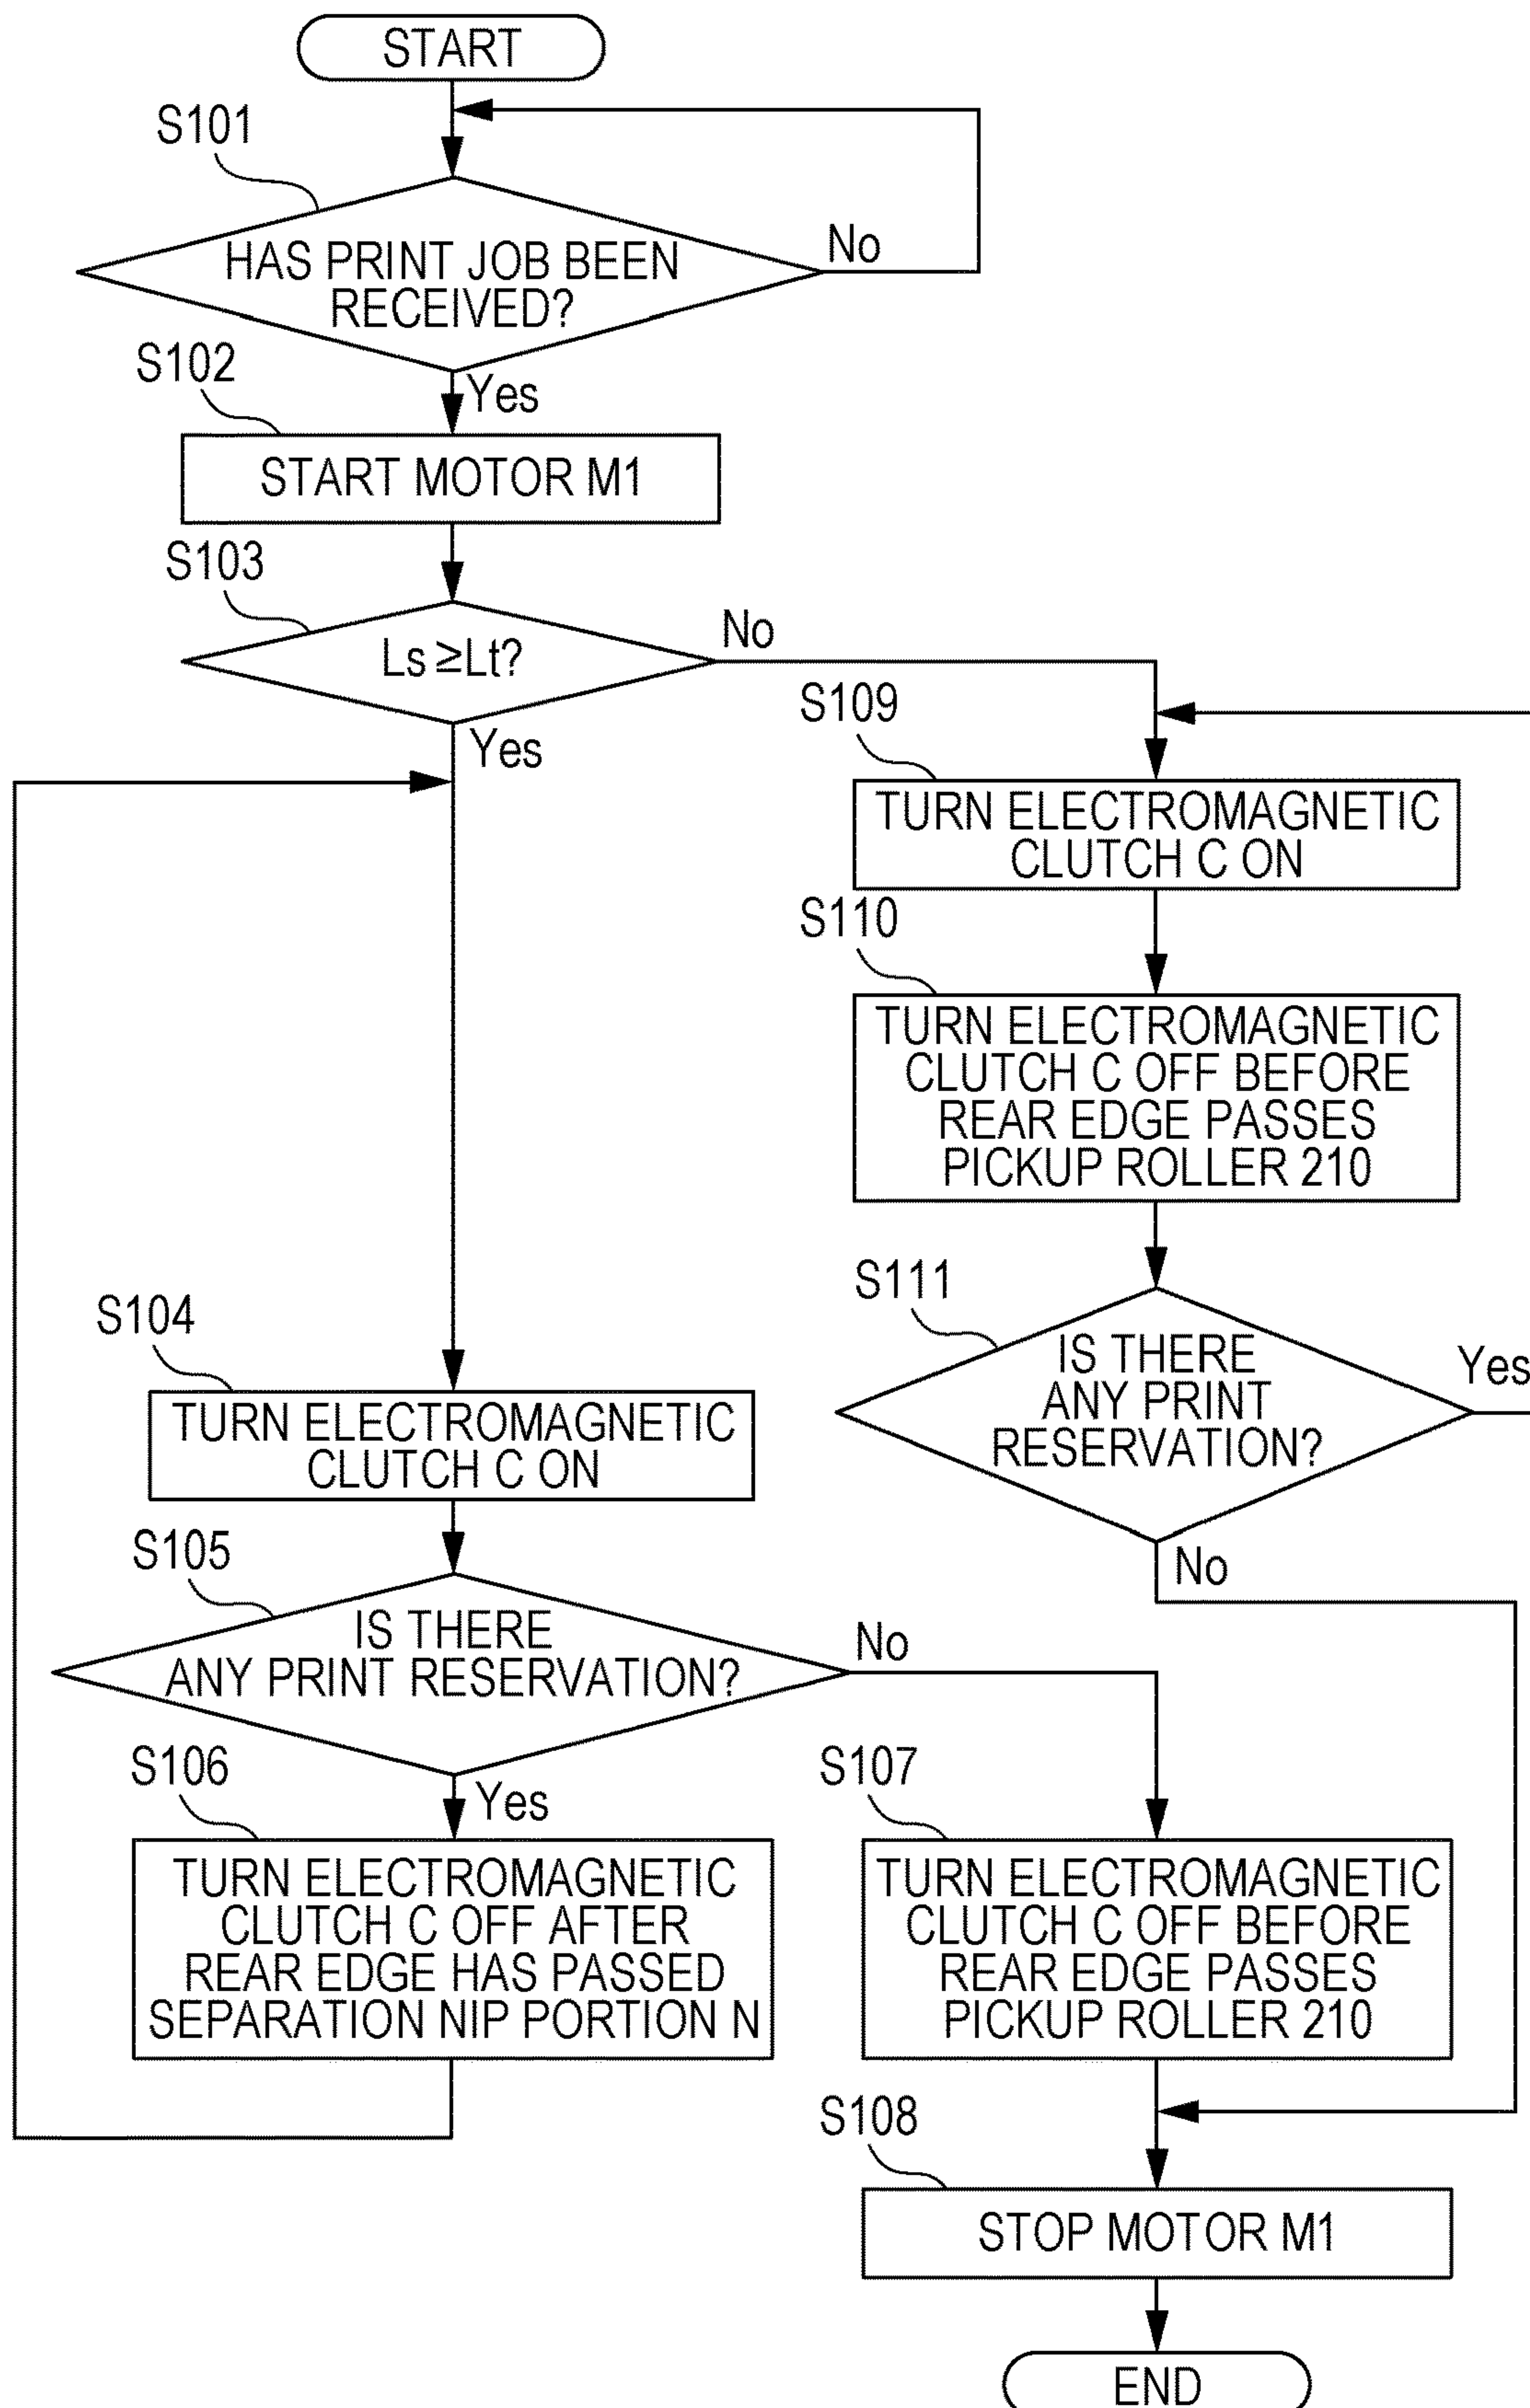 START
S101
HAS PRINT JOB BEEN
RECEIVED?
No
S102
Yes
START MOTOR M1
S103
Ls ≥Lt?
No
Yes
S109
TURN ELECTROMAGNETIC
CLUTCH C ON
S110
TURN ELECTROMAGNETIC
CLUTCH C OFF BEFORE
REAR EDGE PASSES
PICKUP ROLLER 210
S111
IS THERE
ANY PRINT
RESERVATION?
Yes
No
S104
TURN ELECTROMAGNETIC
CLUTCH C ON
S105
IS THERE
ANY PRINT RESERVATION?
No
S106
Yes
TURN ELECTROMAGNETIC
CLUTCH C OFF AFTER
REAR EDGE HAS PASSED
SEPARATION NIP PORTION N
S107
TURN ELECTROMAGNETIC
CLUTCH C OFF BEFORE
REAR EDGE PASSES
PICKUP ROLLER 210
S108
STOP MOTOR M1
END